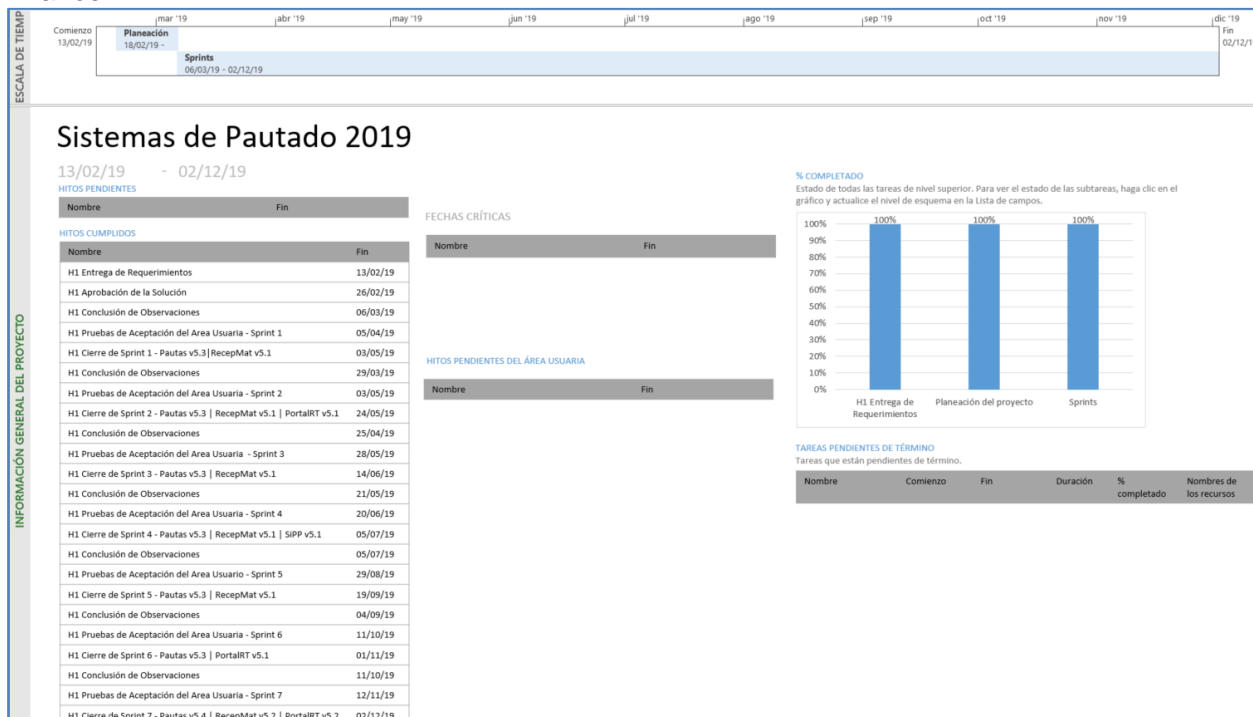 mar '19 abr '19 may '19 jun '19 jul '19 ago '19 sep '19 oct '19 nov '19 dic '19
Comienzo
13/02/19
Planeación
18/02/19 -
Sprints
06/03/19 - 02/12/19
Fin
ESCALA DE TIEMP
Sistemas de Pautado 2019
13/02/19 - 02/12/19
HITOS PENDIENTES
Nombre Fin
HITOS CUMPLIDOS
Nombre Fin
H1 Entrega de Requerimientos 13/02/19
H1 Aprobación de la Solución 26/02/19
H1 Conclusión de Observaciones 06/03/19
H1 Pruebas de Aceptación del Area Usuaria - Sprint 1 05/04/19
H1 Cierre de Sprint 1 - Pautas v5.3|RecepMat v5.1 03/05/19
H1 Conclusión de Observaciones 29/03/19
H1 Pruebas de Aceptación del Area Usuaria - Sprint 2 03/05/19
H1 Cierre de Sprint 2 - Pautas v5.3 | RecepMat v5.1 | PortalRT v5.1 24/05/19
H1 Conclusión de Observaciones 25/04/19
H1 Pruebas de Aceptación del Area Usuaria - Sprint 3 28/05/19
H1 Cierre de Sprint 3 - Pautas v5.3 | RecepMat v5.1 14/06/19
H1 Conclusión de Observaciones 21/05/19
H1 Pruebas de Aceptación del Area Usuaria - Sprint 4 20/06/19
H1 Cierre de Sprint 4 - Pautas v5.3 | RecepMat v5.1 | SiPP v5.1 05/07/19
H1 Conclusión de Observaciones 05/07/19
H1 Pruebas de Aceptación del Area Usuario - Sprint 5 29/08/19
H1 Cierre de Sprint 5 - Pautas v5.3 | RecepMat v5.1 19/09/19
H1 Conclusión de Observaciones 04/09/19
H1 Pruebas de Aceptación del Area Usuaria - Sprint 6 11/10/19
H1 Cierre de Sprint 6 - Pautas v5.3 | PortalRT v5.1 01/11/19
H1 Conclusión de Observaciones 11/10/19
H1 Pruebas de Aceptación del Area Usuaria - Sprint 7 12/11/19
H1 Cierre de Sprint 7 - Pautas v5.4 | RecepMat v5.2 | PortalRT v5.2 02/12/19
INFORMACIÓN GENERAL DEL PROYECTO
FECHAS CRÍTICAS
Nombre Fin
HITOS PENDIENTES DEL ÁREA USUARIA
Nombre Fin
% COMPLETADO
Estado de todas las tareas de nivel superior. Para ver el estado de las subtareas, haga clic en el
gráfico y actualice el nivel de esquema en la Lista de campos.
100% 100% 100%
100%
90%
80%
70%
60%
50%
40%
30%
20%
10%
0%
H1 Entrega de
Requerimientos
Planeación del proyecto
Sprints
TAREAS PENDIENTES DE TÉRMINO
Tareas que están pendientes de término.
Nombre Comienzo Fin Duración %
completado
Nombres de
los recursos